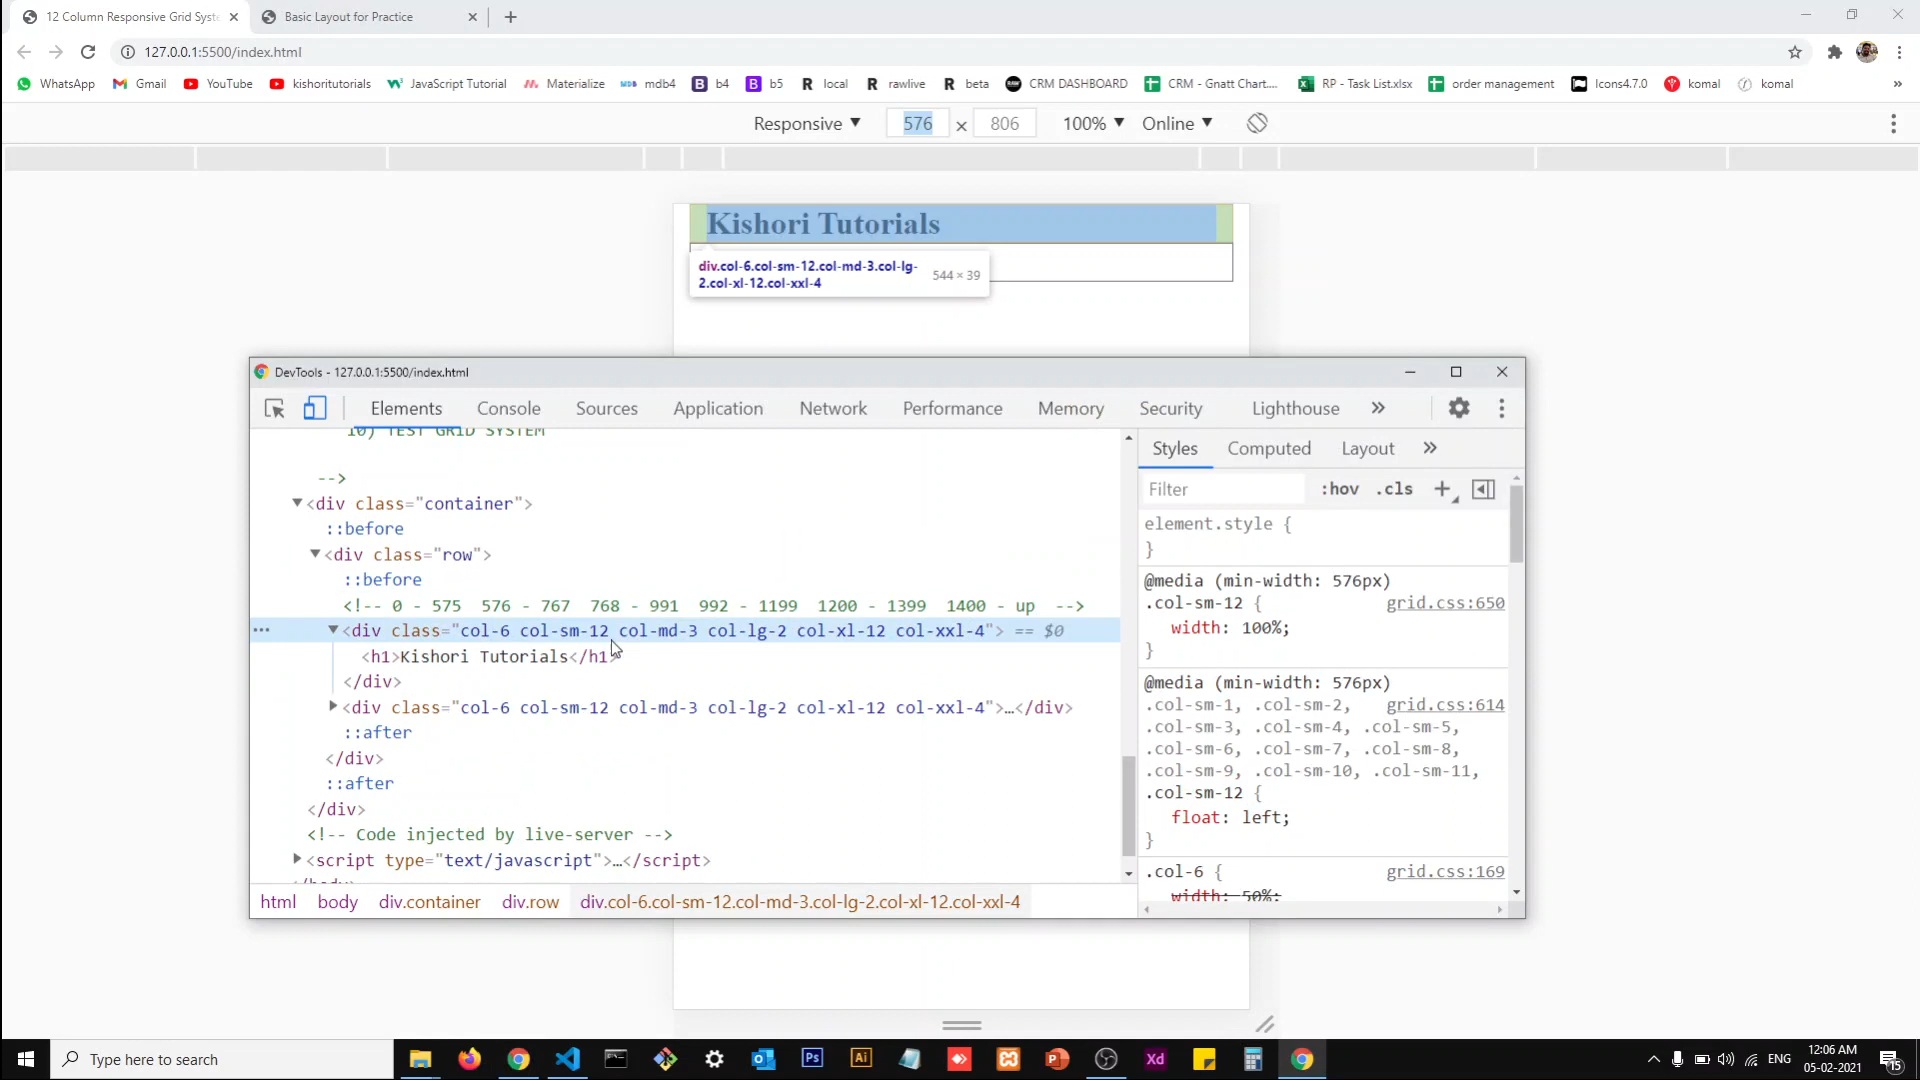 12 Column Responsive Grid Syste
Basic Layout for Practice
127.0.0.1:5500/index.html
WhatsApp Gmail YouTube kishoritutorials JavaScript Tutorial Materialize mdb4 b4 b5 local rawlive beta CRM DASHBOARD CRM - Gnatt Chart.... RP - Task List.xlsx order management Icons4.7.0 komal komal »
Responsive ▼ 576 × 806 100% ▼ Online ▼
Kishori Tutorials
div.col-6.col-sm-12.col-md-3.col-lg-
2.col-xl-12.col-xxl-4
544 × 39
DevTools - 127.0.0.1:5500/index.html
Elements Console Sources Application Network Performance Memory Security Lighthouse »
10) TEST GRID SYSTEM
-->
<div class="container">
::before
<div class="row">
::before
<!-- 0 - 575 576 - 767 768 - 991 992 - 1199 1200 - 1399 1400 - up -->
<div class="col-6 col-sm-12 col-md-3 col-lg-2 col-xl-12 col-xxl-4"> == $0
<h1>Kishori Tutorials</h1>
</div>
<div class="col-6 col-sm-12 col-md-3 col-lg-2 col-xl-12 col-xxl-4">…</div>
::after
</div>
::after
</div>
<!-- Code injected by live-server -->
<script type="text/javascript">…</script>
</body>
html body div.container div.row div.col-6.col-sm-12.col-md-3.col-lg-2.col-xl-12.col-xxl-4
Styles Computed Layout »
Filter :hov .cls +
element.style {
}
@media (min-width: 576px)
.col-sm-12 { grid.css:650
width: 100%;
}
@media (min-width: 576px)
.col-sm-1, .col-sm-2, grid.css:614
.col-sm-3, .col-sm-4, .col-sm-5,
.col-sm-6, .col-sm-7, .col-sm-8,
.col-sm-9, .col-sm-10, .col-sm-11,
.col-sm-12 {
float: left;
}
.col-6 { grid.css:169
width: 50%;
Type here to search
Ps Ai Xd
ENG
12:06 AM
05-02-2021
15